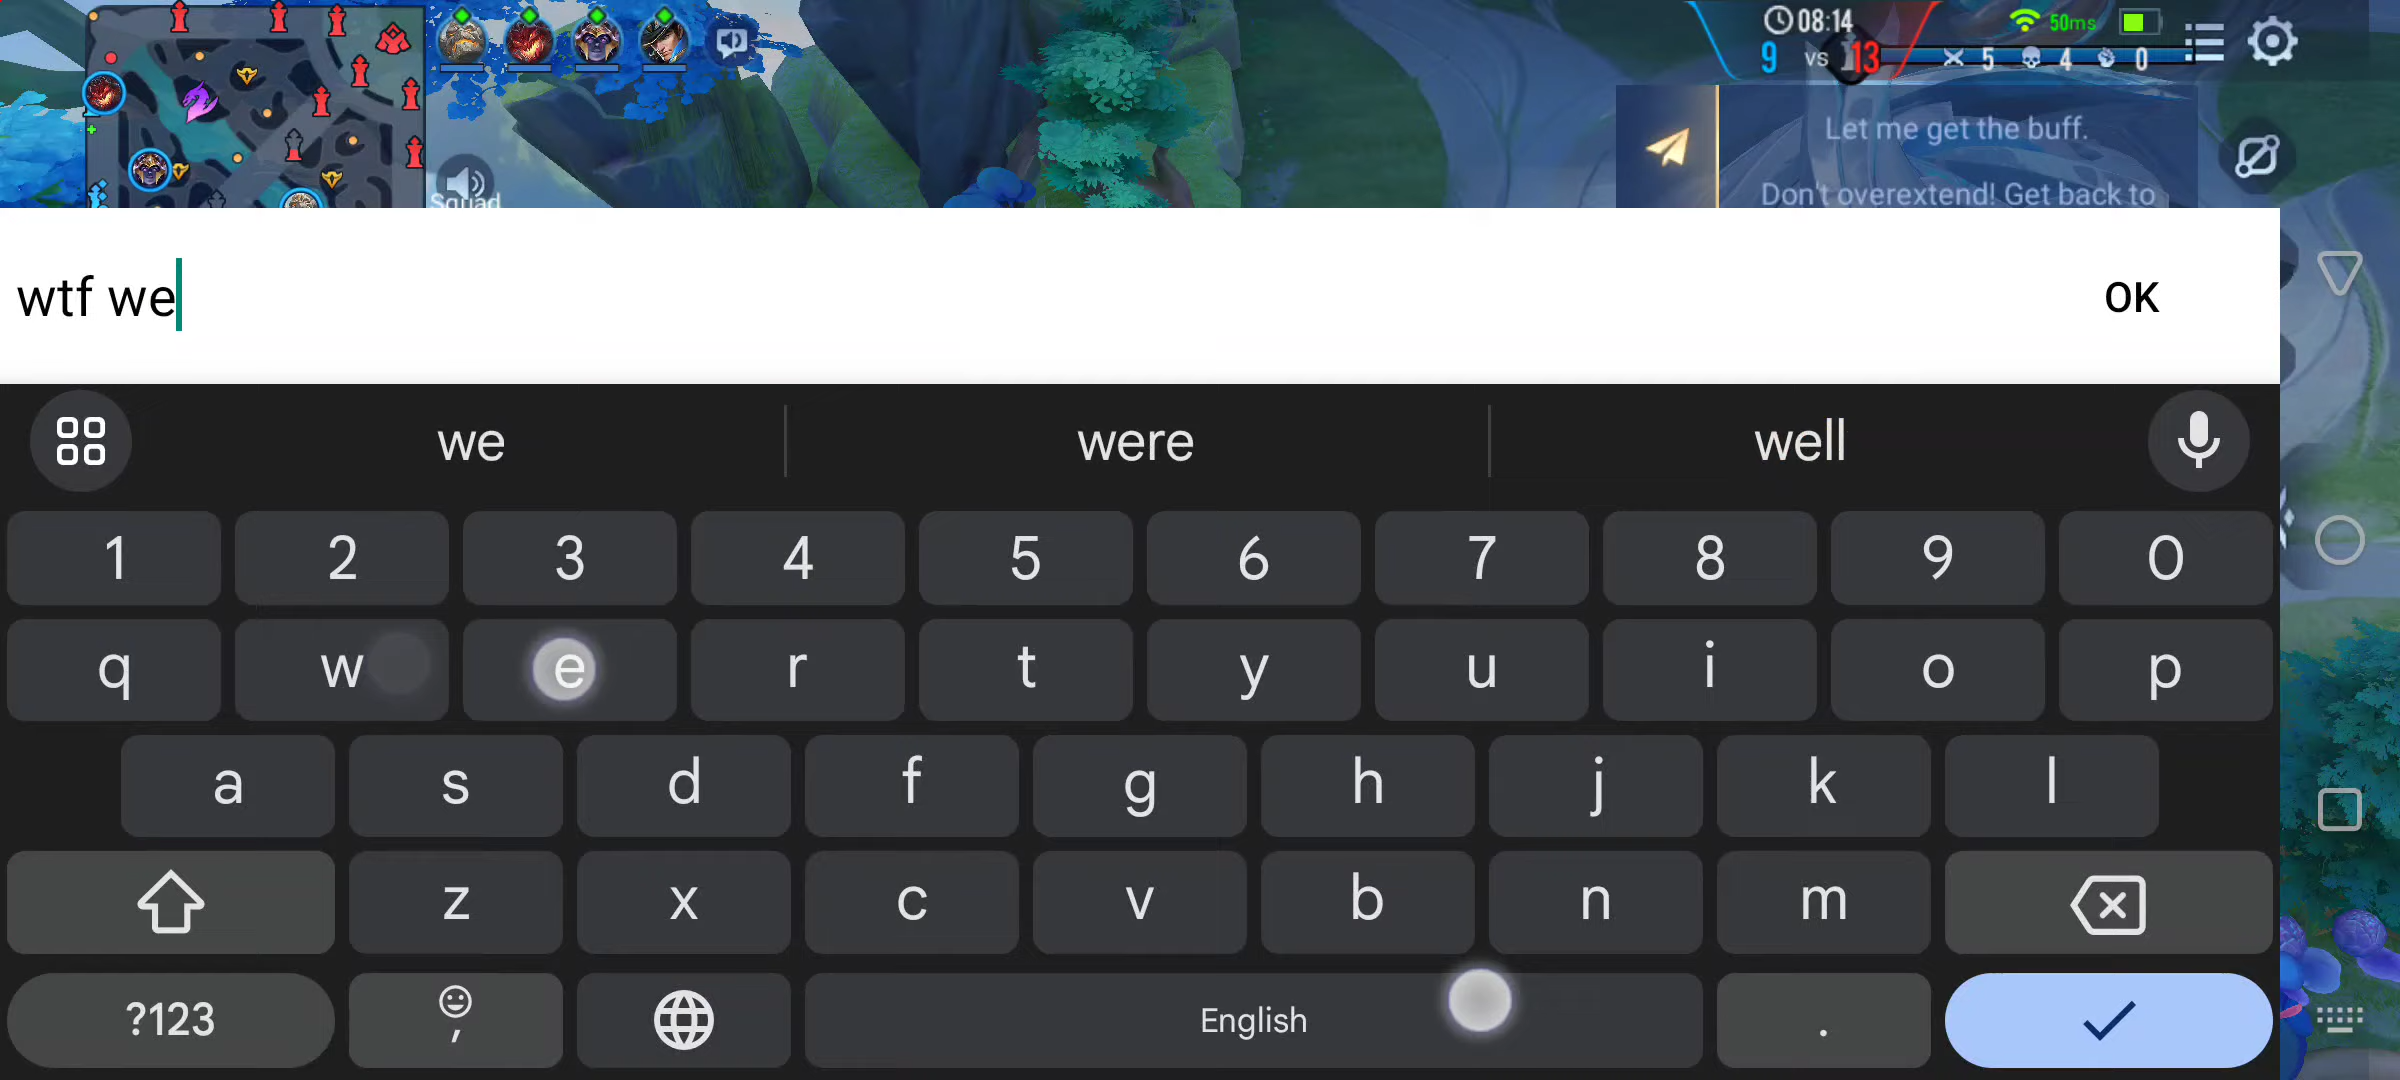 08:14
50ms
9 vs 13
5 4 0
Let me get the buff.
Don't overextend! Get back to
Squad
wtf we
OK
we were well
1 2 3 4 5 6 7 8 9 0
q w e r t y u i o p
a s d f g h j k l
z x c v b n m
?123 , English .